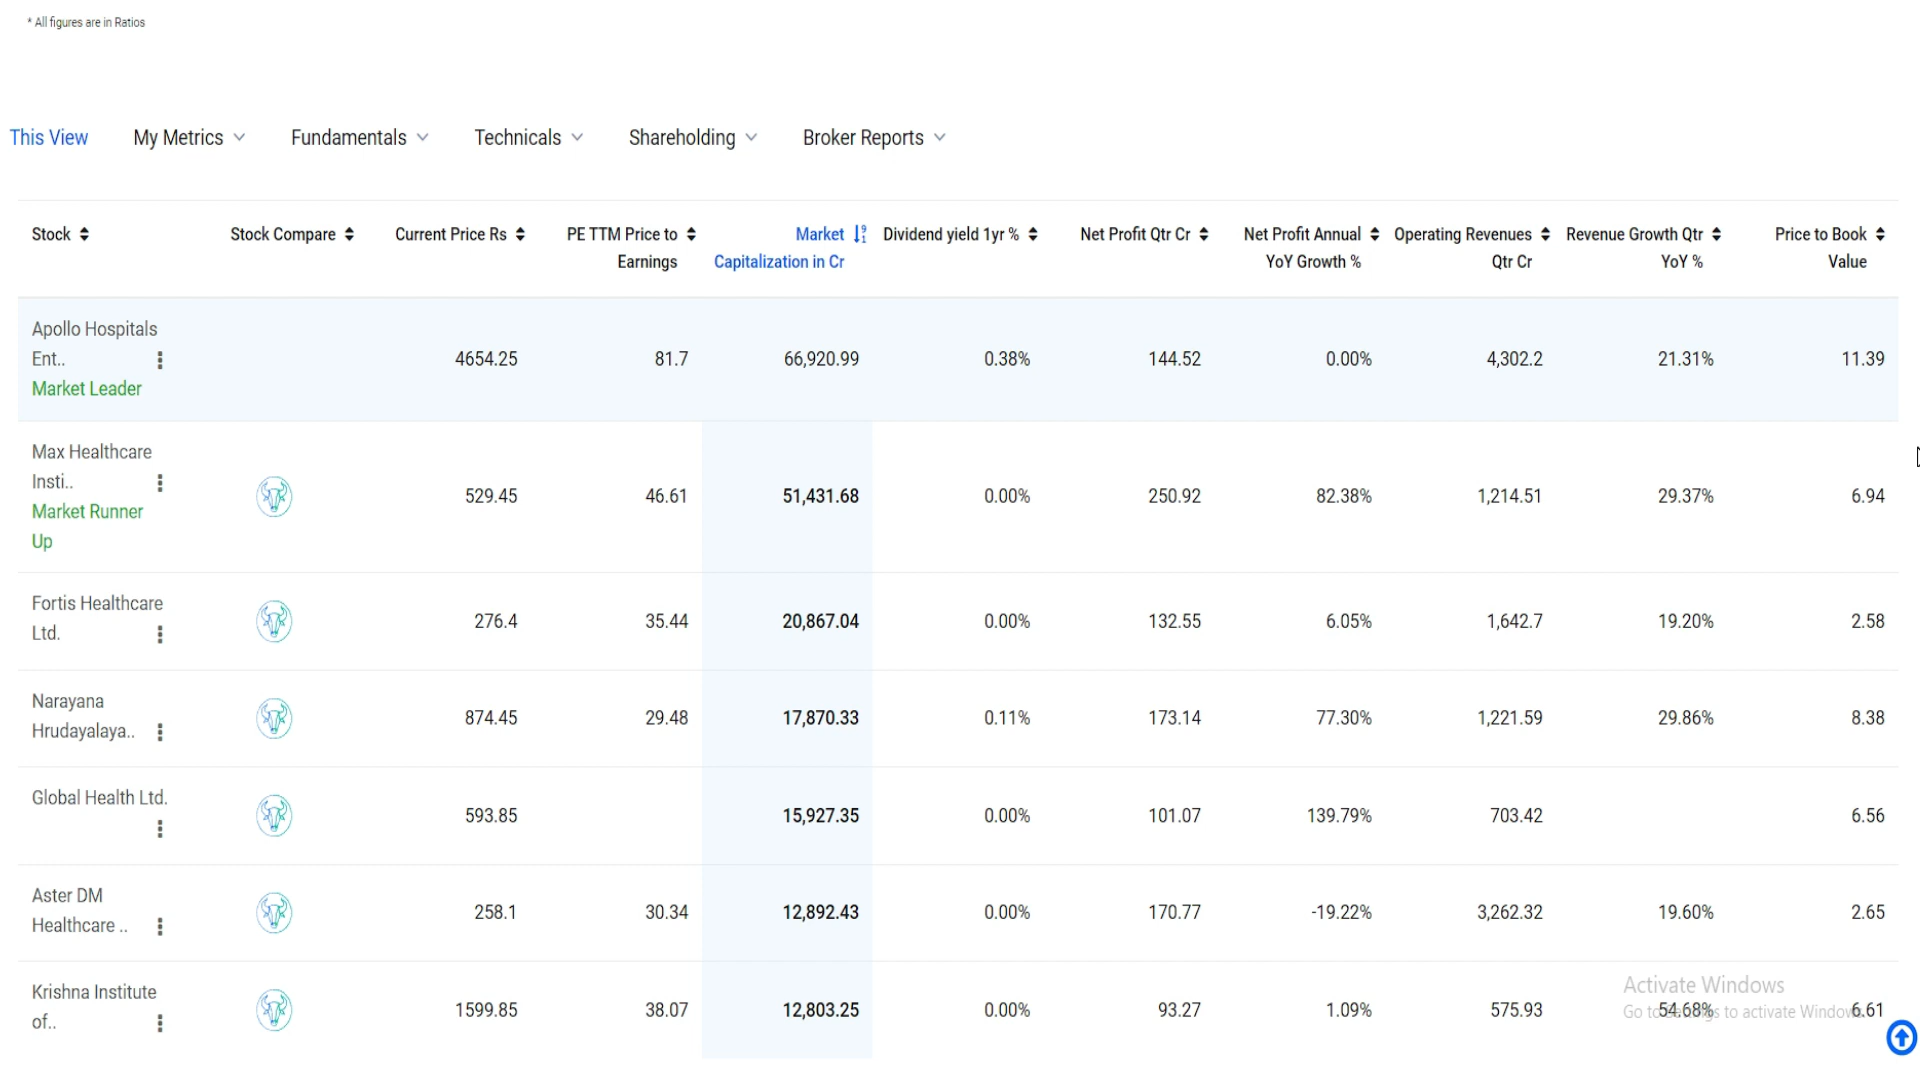 * All figures are in Ratios
This View My Metrics Fundamentals Technicals Shareholding Broker Reports
Stock Stock Compare Current Price Rs PE TTM Price to Earnings Market Capitalization in Cr Dividend yield 1yr % Net Profit Qtr Cr Net Profit Annual YoY Growth % Operating Revenues Qtr Cr Revenue Growth Qtr YoY % Price to Book Value
Apollo Hospitals
Ent.. 4654.25 81.7 66,920.99 0.38% 144.52 0.00% 4,302.2 21.31% 11.39
Market Leader
Max Healthcare
Insti..
529.45 46.61 51,431.68 0.00% 250.92 82.38% 1,214.51 29.37% 6.94
Market Runner
Up
Fortis Healthcare
Ltd. 276.4 35.44 20,867.04 0.00% 132.55 6.05% 1,642.7 19.20% 2.58
Narayana
Hrudayalaya.. 874.45 29.48 17,870.33 0.11% 173.14 77.30% 1,221.59 29.86% 8.38
Global Health Ltd.
593.85 15,927.35 0.00% 101.07 139.79% 703.42 6.56
Aster DM
Healthcare .. 258.1 30.34 12,892.43 0.00% 170.77 -19.22% 3,262.32 19.60% 2.65
Krishna Institute
of.. 1599.85 38.07 12,803.25 0.00% 93.27 1.09% 575.93 54.68% 6.61
Activate Windows
Go to Settings to activate Windows.